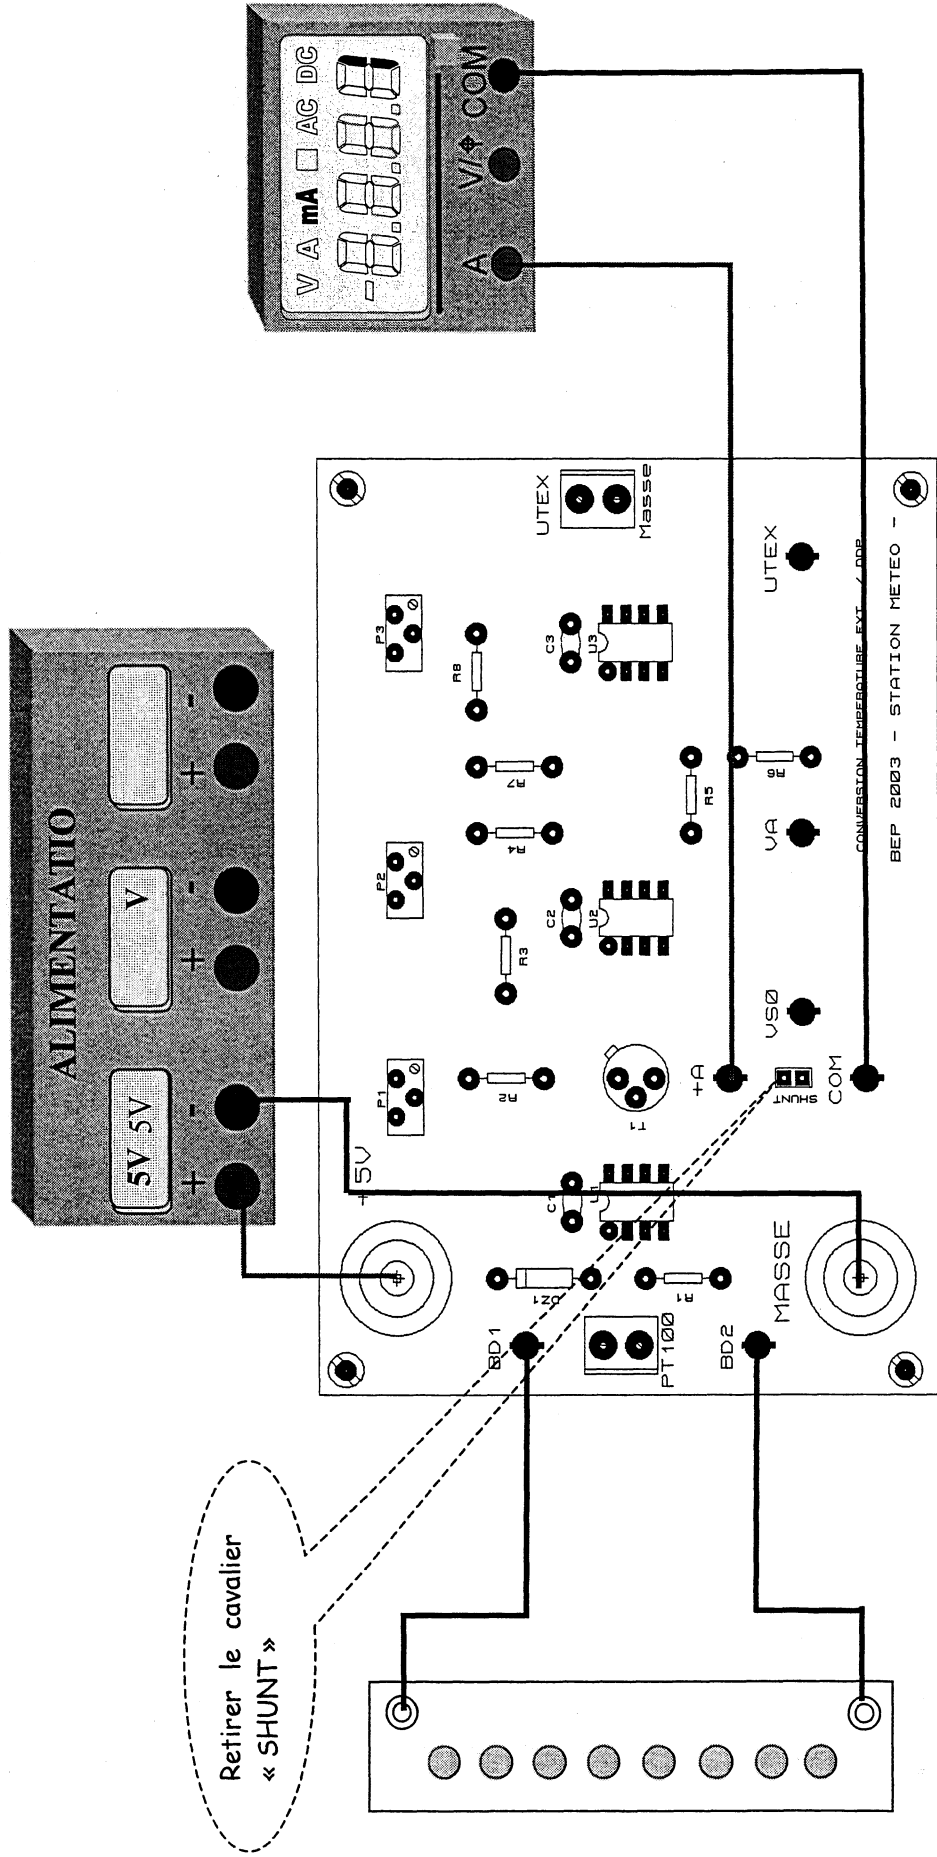 Retirer le cavalier
« SHUNT»
ALIMENTATIO
5V 5V
V
+ - + - + -
V A mA AC DC
A V/ COM
+5V
MASSE
BD1
BD2
PT100
DZ1
R1
C1
U1
P1
R2
T1
+A
SHUNT
COM
VS0
P2
R3
R4
C2
U2
VA
R5
R6
R7
R8
P3
C3
U3
UTEX
Masse
UTEX
CONVERSION TEMPERATURE EXT. / DDP
BEP 2003 - STATION METEO -